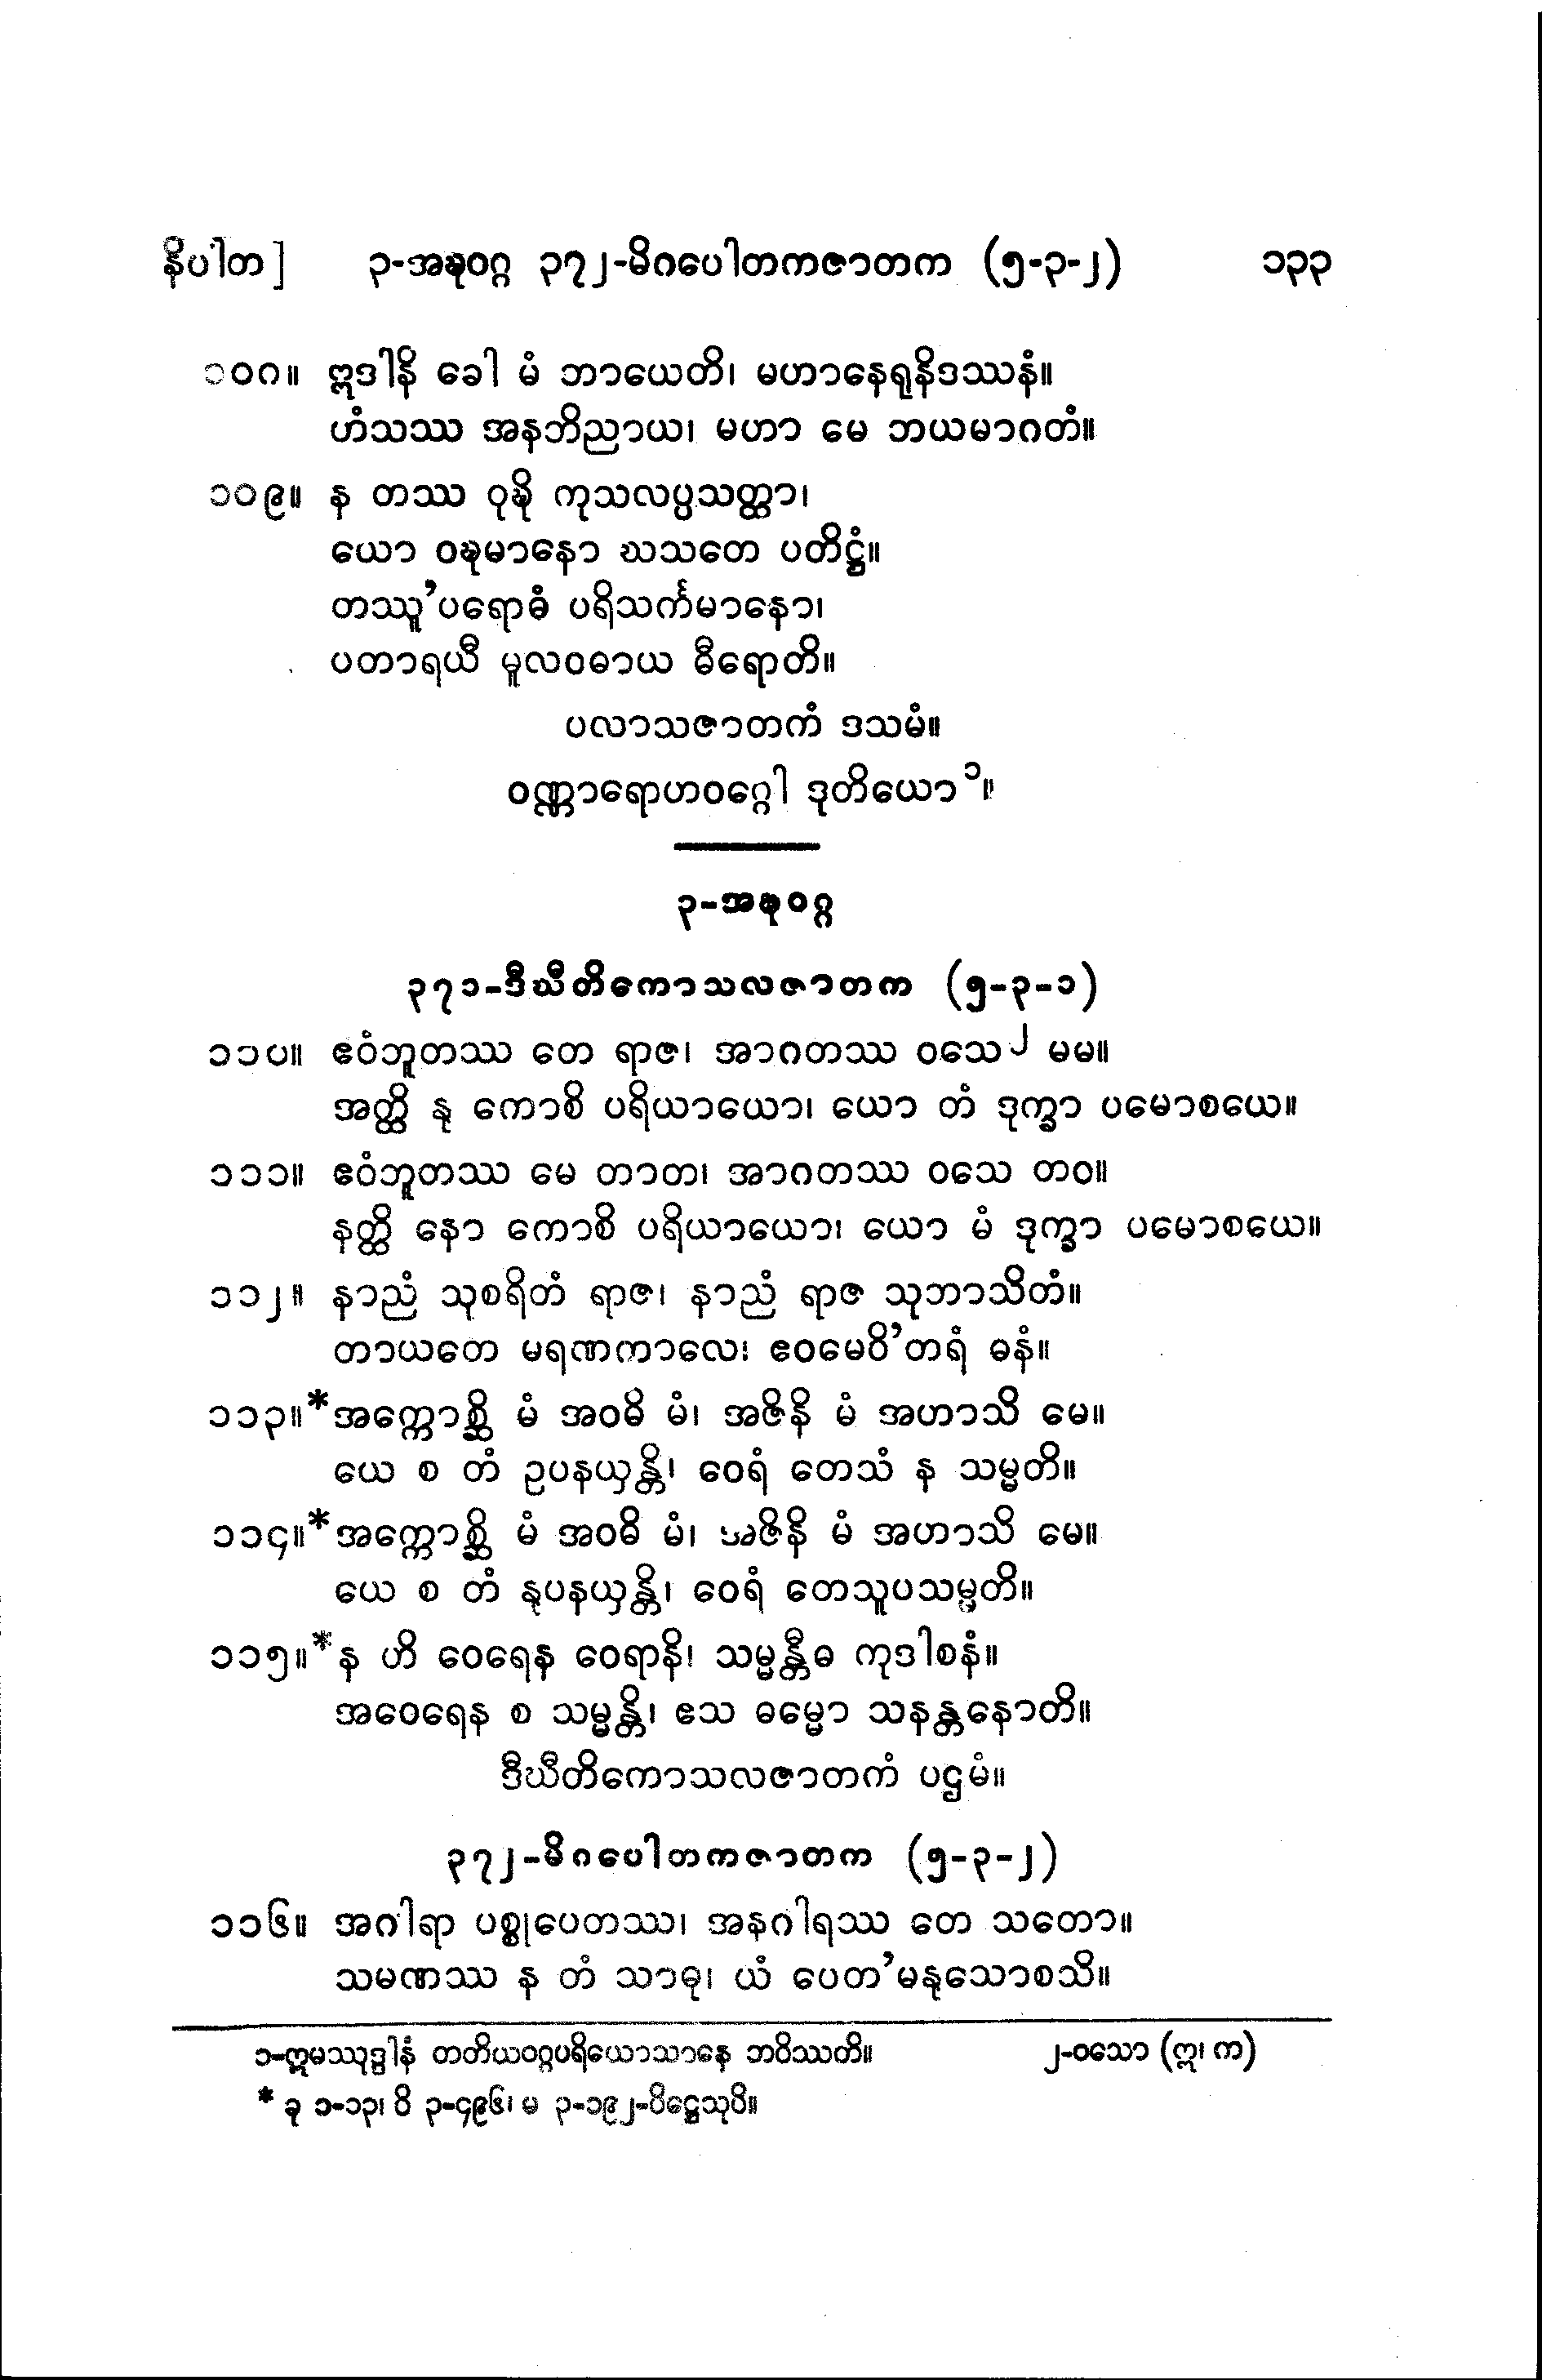 နိပါတ]     ၃-အဍ္ဎဝဂ္ဂ ၃၇၂-မိဂပေါတကဇာတက (၅-၃-၂)     ၁၃၃
၁၀ဂ။ ဣဒါနိ ခေါ မံ ဘာယေတိ၊ မဟာနေရုနိဒဿနံ။
ဟံသဿ အနဘိညာယ၊ မဟာ မေ ဘယမာဂတံ။
၁၀၉။ န တဿ ဝုဍ္ဎိ ကုသလပ္ပသတ္ထာ၊
ယော ဝဍ္ဎမာနော ဃသတေ ပတိဋ္ဌံ။
တဿူ’ပရောဓံ ပရိသင်္ကမာနော၊
ပတာရယီ မူလဝဓာယ ဓီရောတိ။
ပလာသဇာတကံ ဒသမံ။
ဝဏ္ဏာရောဟဝဂ္ဂေါ ဒုတိယော ၁။
၃-အဍ္ဎဝဂ္ဂ
၃၇၁-ဒီဃီတိကောသလဇာတက (၅-၃-၁)
၁၁ပ။ ဧဝံဘူတဿ တေ ရာဇ၊ အာဂတဿ ဝသေ ၂ မမ။
အတ္ထိ နု ကောစိ ပရိယာယော၊ ယော တံ ဒုက္ခာ ပမောစယေ။
၁၁၁။ ဧဝံဘူတဿ မေ တာတ၊ အာဂတဿ ဝသေ တဝ။
နတ္ထိ နော ကောစိ ပရိယာယော၊ ယော မံ ဒုက္ခာ ပမောစယေ။
၁၁၂။ နာညံ သုစရိတံ ရာဇ၊ နာညံ ရာဇ သုဘာသိတံ။
တာယတေ မရဏကာလေ၊ ဧဝမေဝိ’တရံ ဓနံ။
၁၁၃။*အက္ကောစ္ဆိ မံ အဝဓိ မံ၊ အဇိနိ မံ အဟာသိ မေ။
ယေ စ တံ ဥပနယှန္တိ၊ ဝေရံ တေသံ န သမ္မတိ။
၁၁၄။*အက္ကောစ္ဆိ မံ အဝဓိ မံ၊ အဇိနိ မံ အဟာသိ မေ။
ယေ စ တံ နုပနယှန္တိ၊ ဝေရံ တေသူပသမ္မတိ။
၁၁၅။*န ဟိ ဝေရေန ဝေရာနိ၊ သမ္မန္တီဓ ကုဒါစနံ။
အဝေရေန စ သမ္မန္တိ၊ ဧသ ဓမ္မော သနန္တနောတိ။
ဒီဃီတိကောသလဇာတကံ ပဌမံ။
၃၇၂-မိဂပေါတကဇာတက (၅-၃-၂)
၁၁၆။ အဂါရာ ပစ္စုပေတဿ၊ အနဂါရဿ တေ သတော။
သမဏဿ န တံ သာဓု၊ ယံ ပေတ’မနုသောစသိ။
၁-ဣမဿုဒ္ဒါနံ တတိယဝဂ္ဂပရိယောသာနေ ဘဝိဿတိ။     ၂-ဝသော (ဣ၊ က)
* ခု ၁-၁၃၊ ဝိ ၃-၄၉၆၊ မ ၃-၁၉၂-ပိဋ္ဌေသုပိ။